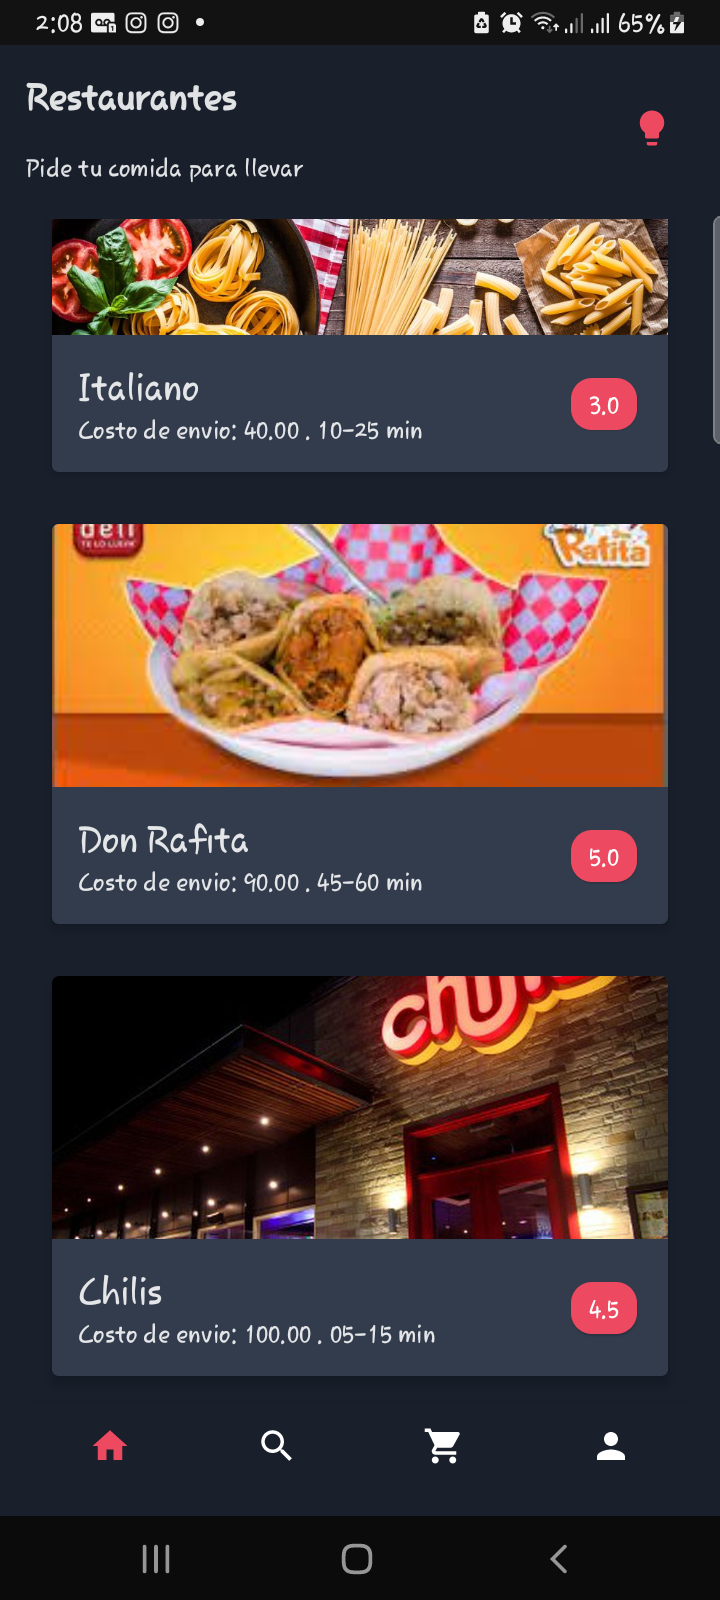 2:08
65%
Restaurantes
Pide tu comida para llevar
Italiano
Costo de envio: 40.00 . 10-25 min
3.0
deli
TE LO LLEVA
Rafita
Don Rafita
Costo de envio: 90.00 . 45-60 min
5.0
chili's
Chilis
Costo de envio: 100.00 . 05-15 min
4.5